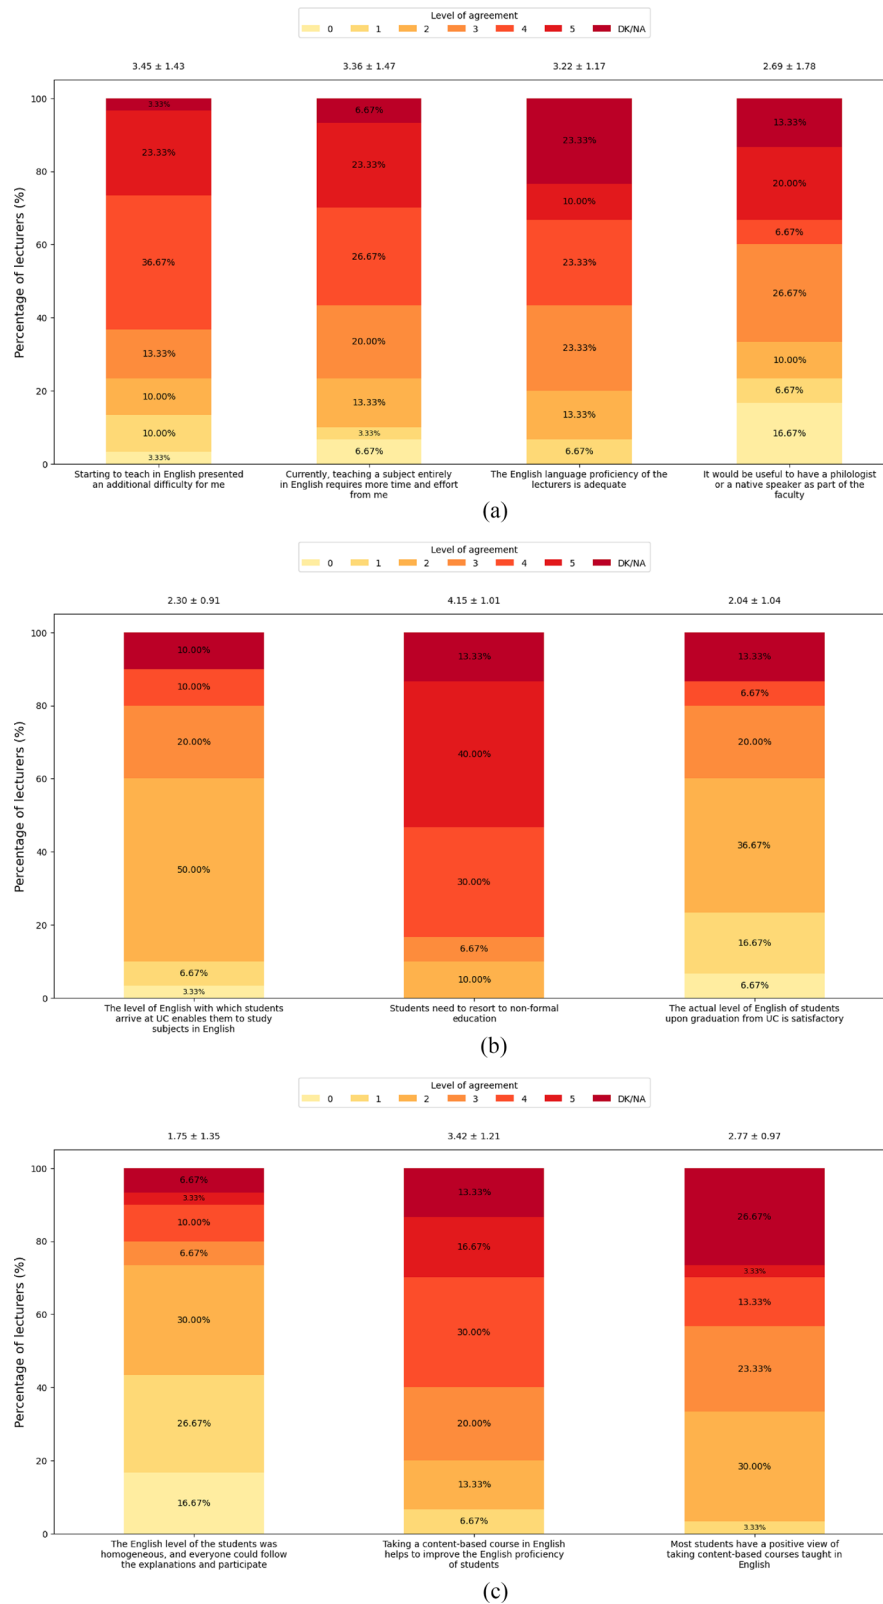 Level of agreement
0 1 2 3 4 5 DK/NA
3.45 ± 1.43 3.36 ± 1.47 3.22 ± 1.17 2.69 ± 1.78
Percentage of lecturers (%)
100
80
60
40
20
0
3.33%
23.33%
36.67%
13.33%
10.00%
10.00%
3.33%
6.67%
23.33%
26.67%
20.00%
13.33%
3.33%
6.67%
23.33%
10.00%
23.33%
23.33%
13.33%
6.67%
13.33%
20.00%
6.67%
26.67%
10.00%
6.67%
16.67%
Starting to teach in English presented
an additional difficulty for me
Currently, teaching a subject entirely
in English requires more time and effort
from me
The English language proficiency of the
lecturers is adequate
It would be useful to have a philologist
or a native speaker as part of the
faculty
(a)
Level of agreement
0 1 2 3 4 5 DK/NA
2.30 ± 0.91 4.15 ± 1.01 2.04 ± 1.04
Percentage of lecturers (%)
100
80
60
40
20
0
10.00%
10.00%
20.00%
50.00%
6.67%
3.33%
13.33%
40.00%
30.00%
6.67%
10.00%
13.33%
6.67%
20.00%
36.67%
16.67%
6.67%
The level of English with which students
arrive at UC enables them to study
subjects in English
Students need to resort to non-formal
education
The actual level of English of students
upon graduation from UC is satisfactory
(b)
Level of agreement
0 1 2 3 4 5 DK/NA
1.75 ± 1.35 3.42 ± 1.21 2.77 ± 0.97
Percentage of lecturers (%)
100
80
60
40
20
0
6.67%
3.33%
10.00%
6.67%
30.00%
26.67%
16.67%
13.33%
16.67%
30.00%
20.00%
13.33%
6.67%
26.67%
3.33%
13.33%
23.33%
30.00%
3.33%
The English level of the students was
homogeneous, and everyone could follow
the explanations and participate
Taking a content-based course in English
helps to improve the English proficiency
of students
Most students have a positive view of
taking content-based courses taught in
English
(c)